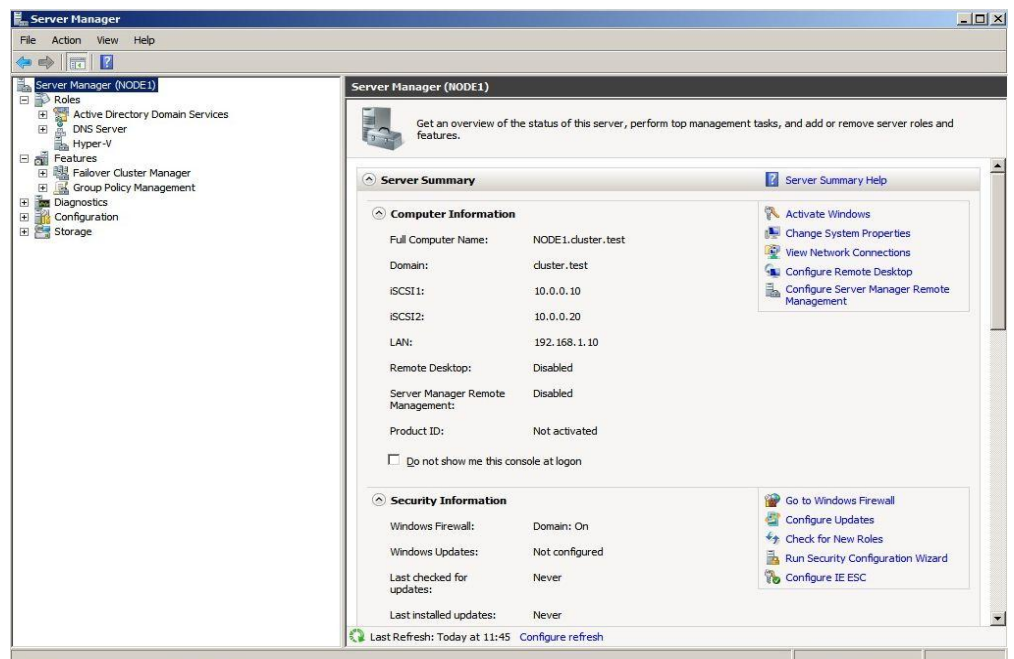 Server Manager
File Action View Help
Server Manager (NODE1)
Roles
Active Directory Domain Services
DNS Server
Hyper-V
Features
Failover Cluster Manager
Group Policy Management
Diagnostics
Configuration
Storage
Server Manager (NODE1)
Get an overview of the status of this server, perform top management tasks, and add or remove server roles and
features.
Server Summary
Server Summary Help
Computer Information
Full Computer Name: NODE1.cluster.test
Domain: cluster.test
iSCSI1: 10.0.0.10
iSCSI2: 10.0.0.20
LAN: 192.168.1.10
Remote Desktop: Disabled
Server Manager Remote Disabled
Management:
Product ID: Not activated
Do not show me this console at logon
Activate Windows
Change System Properties
View Network Connections
Configure Remote Desktop
Configure Server Manager Remote
Management
Security Information
Windows Firewall: Domain: On
Windows Updates: Not configured
Last checked for Never
updates:
Last installed updates: Never
Go to Windows Firewall
Configure Updates
Check for New Roles
Run Security Configuration Wizard
Configure IE ESC
Last Refresh: Today at 11:45 Configure refresh